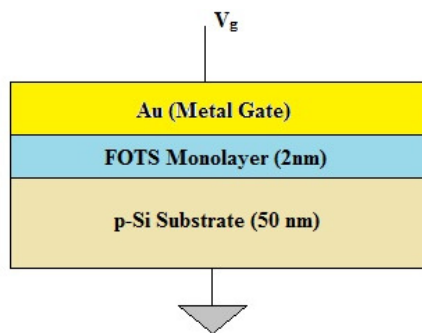 V_g
Au (Metal Gate)
FOTS Monolayer (2nm)
p-Si Substrate (50 nm)